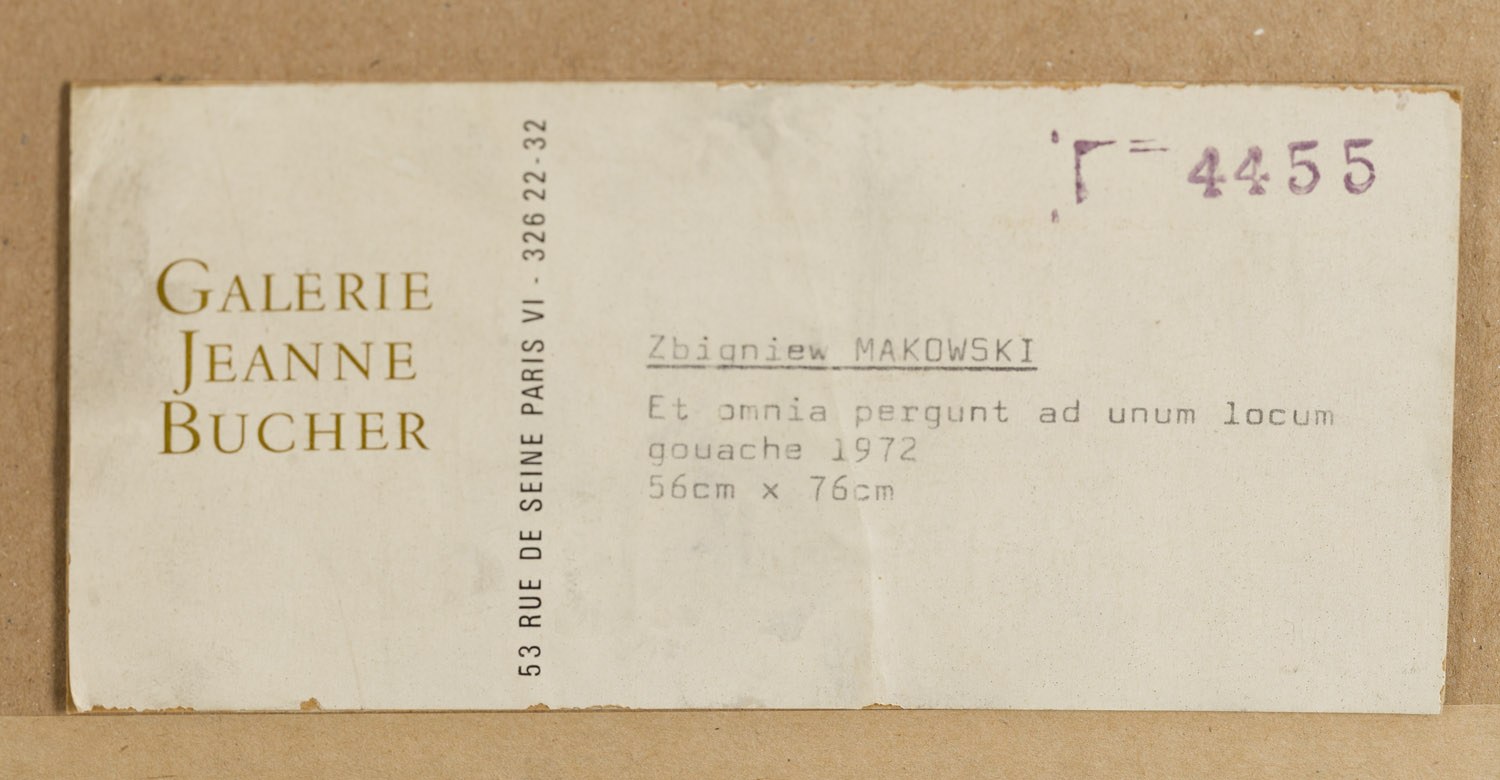 GALERIE
JEANNE
BUCHER
53 RUE DE SEINE PARIS VI - 326 22-32
4455
Zbigniew MAKOWSKI
Et omnia pergunt ad unum locum
gouache 1972
56cm x 76cm